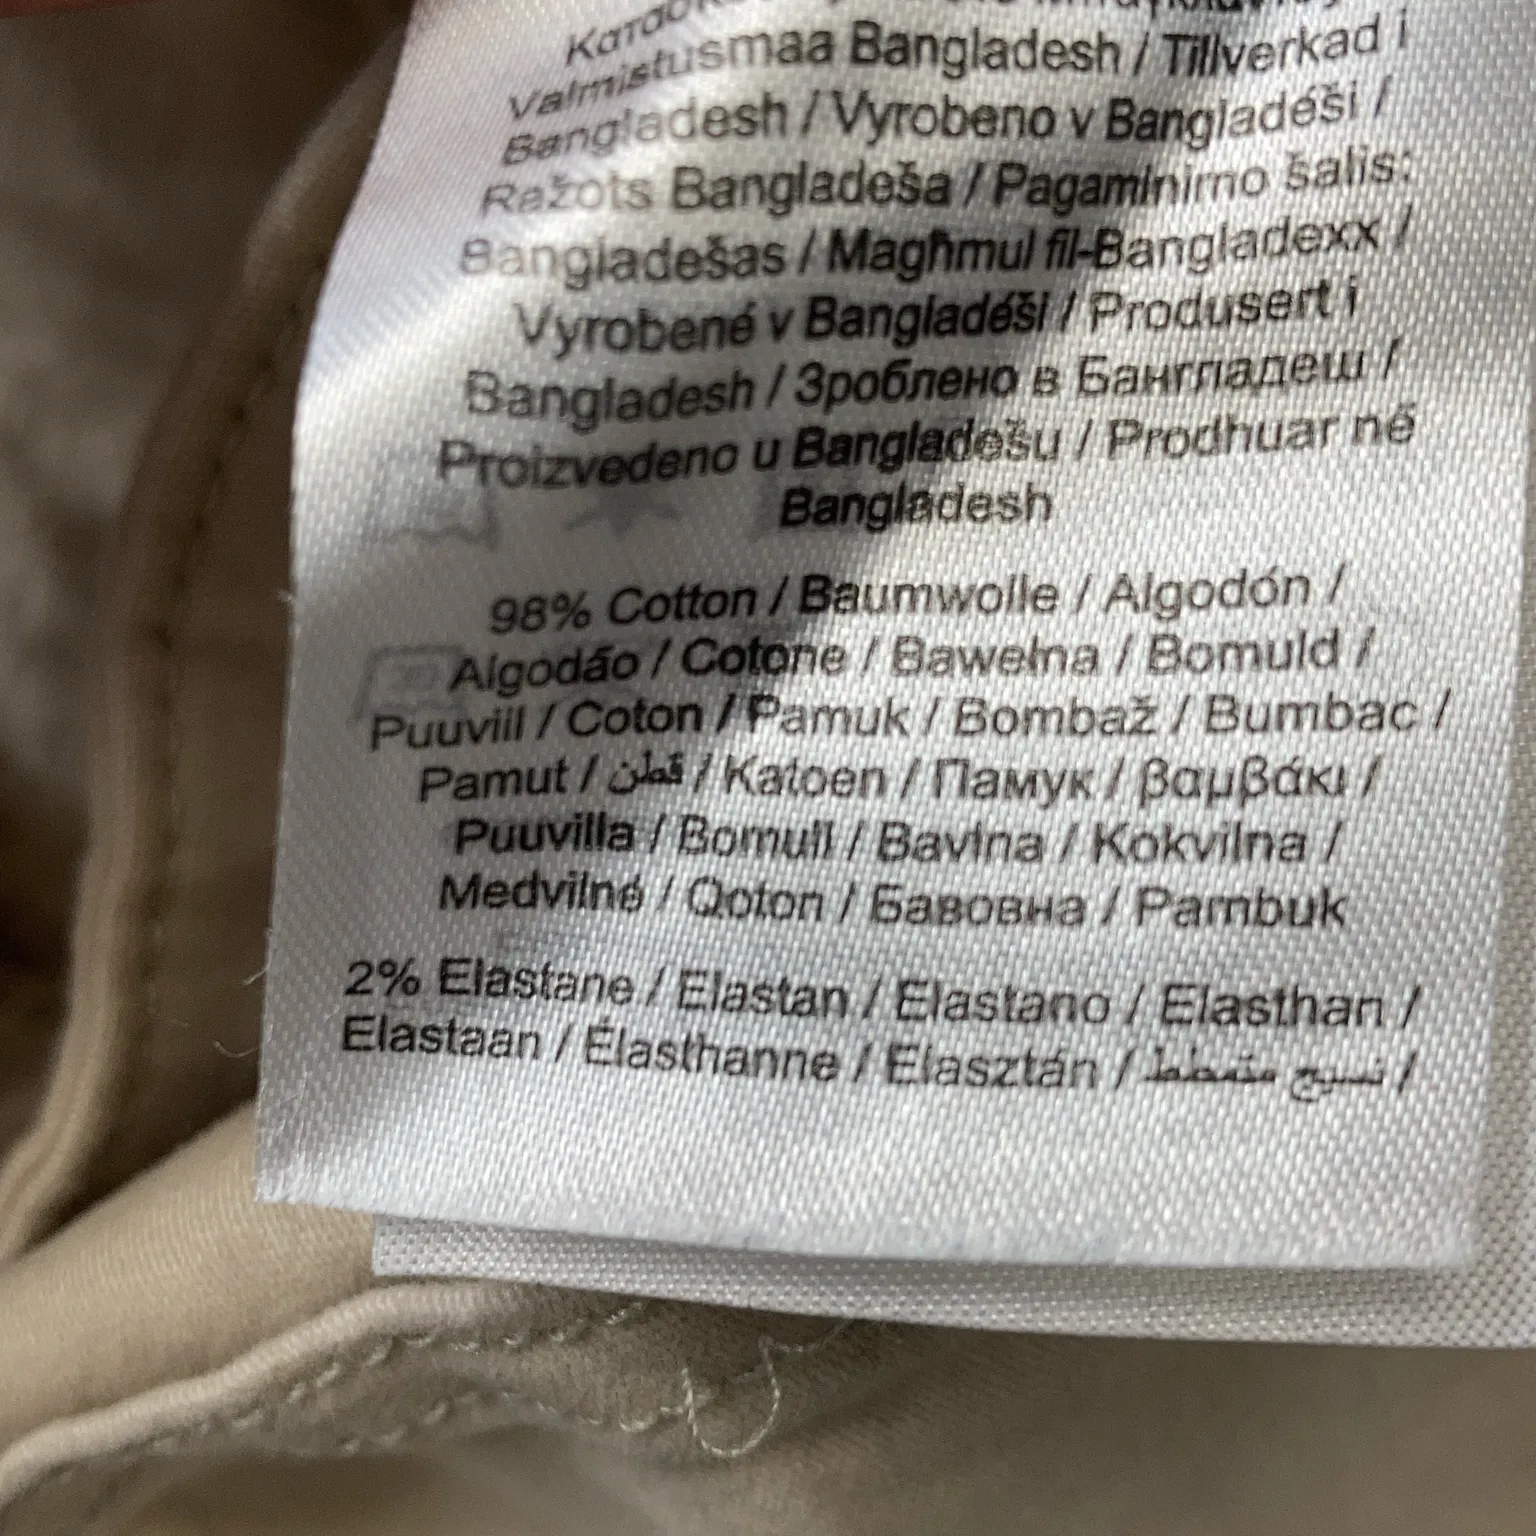 Valmistusmaa Bangladesh / Tillverkad i
Bangladesh / Vyrobeno v Bangladéši /
Ražots Bangladeša / Pagaminimo šalis:
Bangladešas / Magħmul fil-Bangladexx /
Vyrobené v Bangladéši / Produsert i
Bangladesh / Зроблено в Бангладеш /
Proizvedeno u Bangladešu / Prodhuar në
Bangladesh
98% Cotton / Baumwolle / Algodón /
Algodão / Cotone / Bawełna / Bomuld /
Puuvill / Coton / Pamuk / Bombaž / Bumbac /
Pamut / قطن / Katoen / Памук / βαμβάκι /
Puuvilla / Bomull / Bavlna / Kokvilna /
Medvilnė / Qoton / Бавовна / Pambuk
2% Elastane / Elastan / Elastano / Elasthan /
Elastaan / Élasthanne / Elasztán / نسيج متمطط /